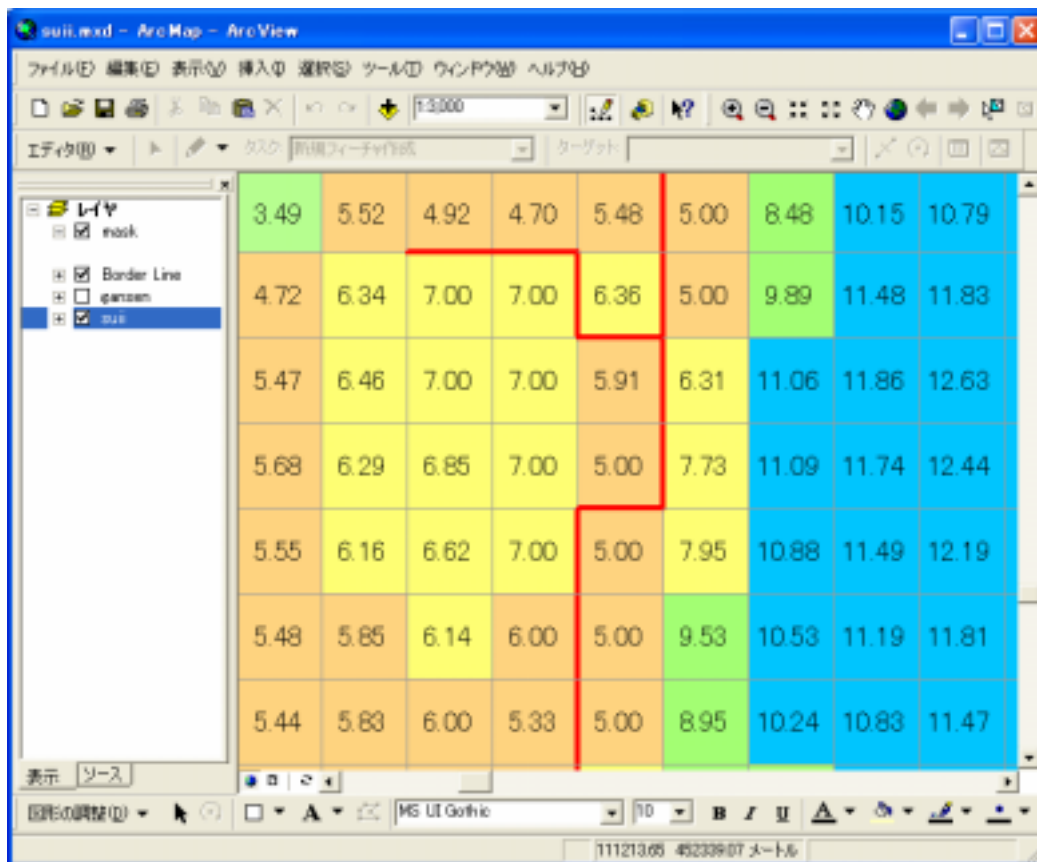 suii.mxd - ArcMap - ArcView
ファイル(F) 編集(E) 表示(V) 挿入(I) 選択(S) ツール(T) ウィンドウ(W) ヘルプ(H)
1:3,000
エディタ(R) タスク: 新規フィーチャ作成 ターゲット:
レイヤ
mask
Border Line
gansen
suii
3.49 5.52 4.92 4.70 5.48 5.00 8.48 10.15 10.79
4.72 6.34 7.00 7.00 6.36 5.00 9.89 11.48 11.83
5.47 6.46 7.00 7.00 5.91 6.31 11.06 11.86 12.63
5.68 6.29 6.85 7.00 5.00 7.73 11.09 11.74 12.44
5.55 6.16 6.62 7.00 5.00 7.95 10.88 11.49 12.19
5.48 5.85 6.14 6.00 5.00 9.53 10.53 11.19 11.81
5.44 5.83 6.00 5.33 5.00 8.95 10.24 10.83 11.47
表示 ソース
図形の調整(D) A MS UI Gothic 10 B I U A
111213.65 452339.07 メートル